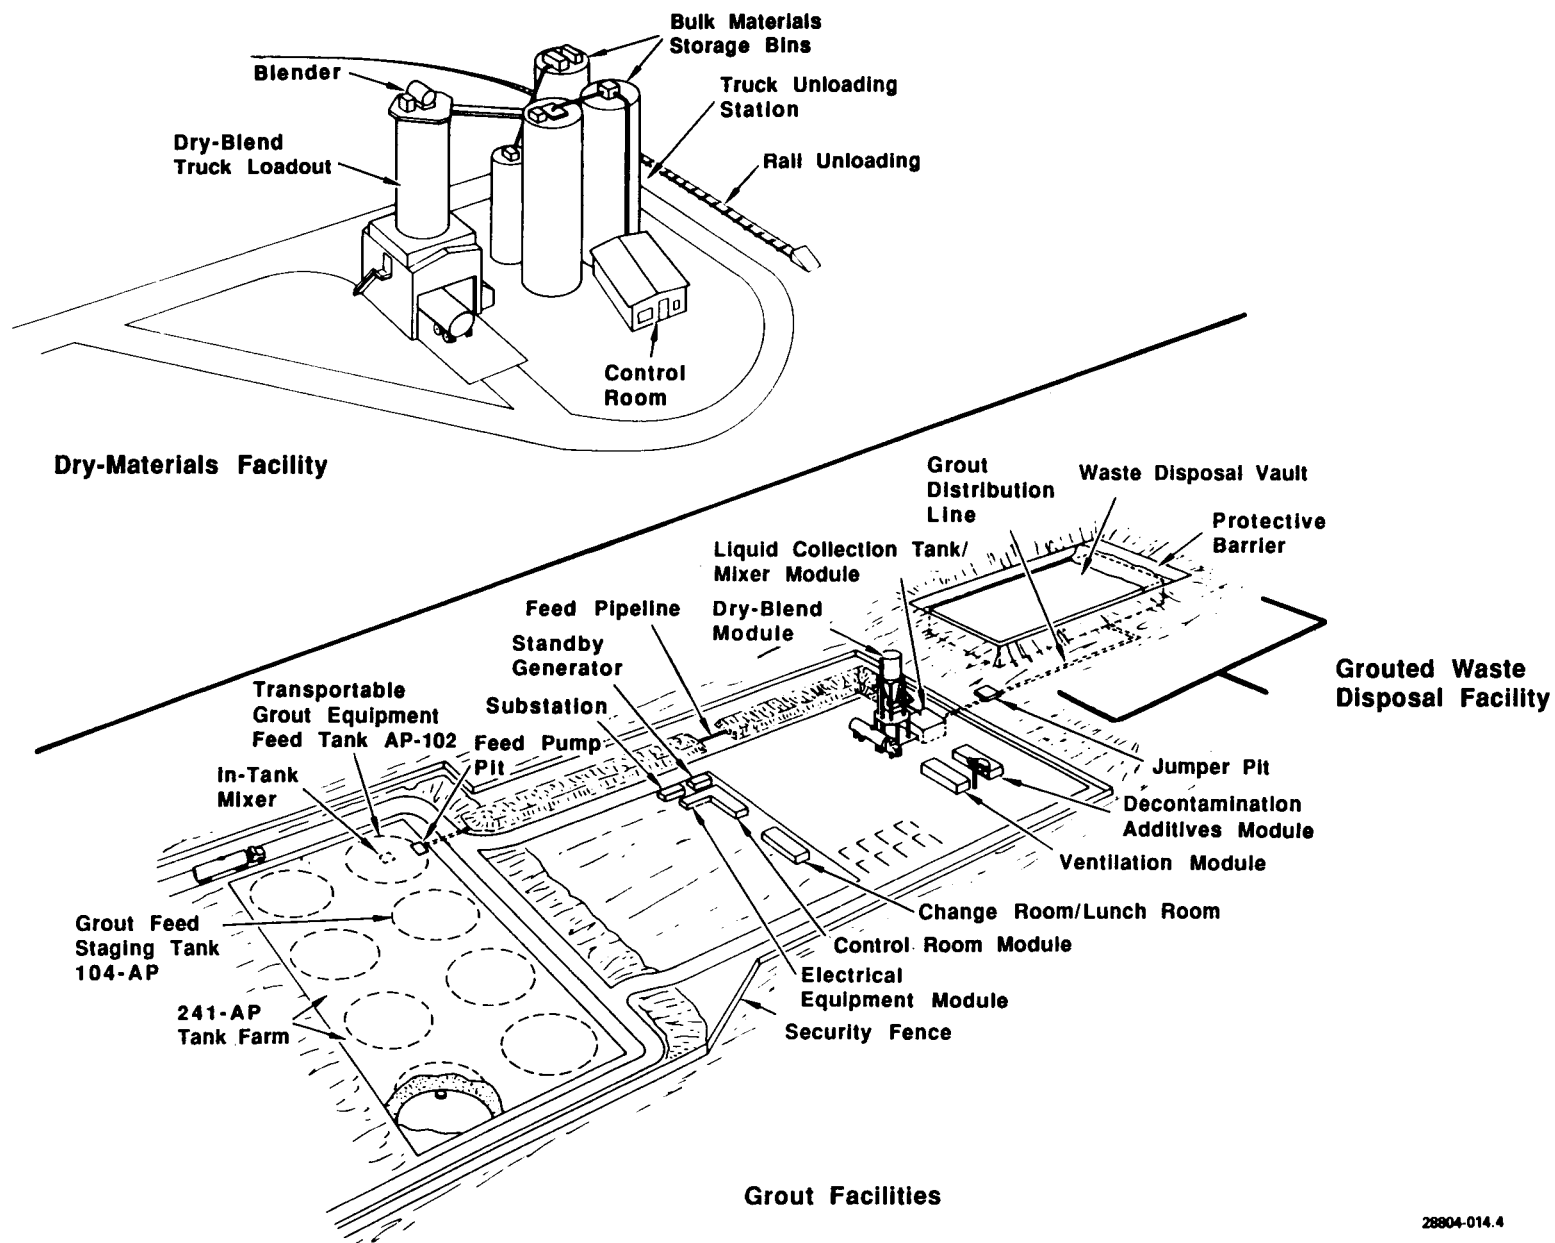 Bulk Materials
Storage Bins
Blender
Truck Unloading
Station
Dry-Blend
Truck Loadout
Rail Unloading
Control
Room
Dry-Materials Facility
Grout
Distribution
Line
Waste Disposal Vault
Protective
Barrier
Liquid Collection Tank/
Mixer Module
Feed Pipeline
Dry-Blend
Module
Standby
Generator
Grouted Waste
Disposal Facility
Transportable
Grout Equipment
Feed Tank AP-102
Substation
Feed Pump
Pit
In-Tank
Mixer
Jumper Pit
Decontamination
Additives Module
Ventilation Module
Grout Feed
Staging Tank
104-AP
Change Room/Lunch Room
Control Room Module
Electrical
Equipment Module
241-AP
Tank Farm
Security Fence
Grout Facilities
28804-014.4